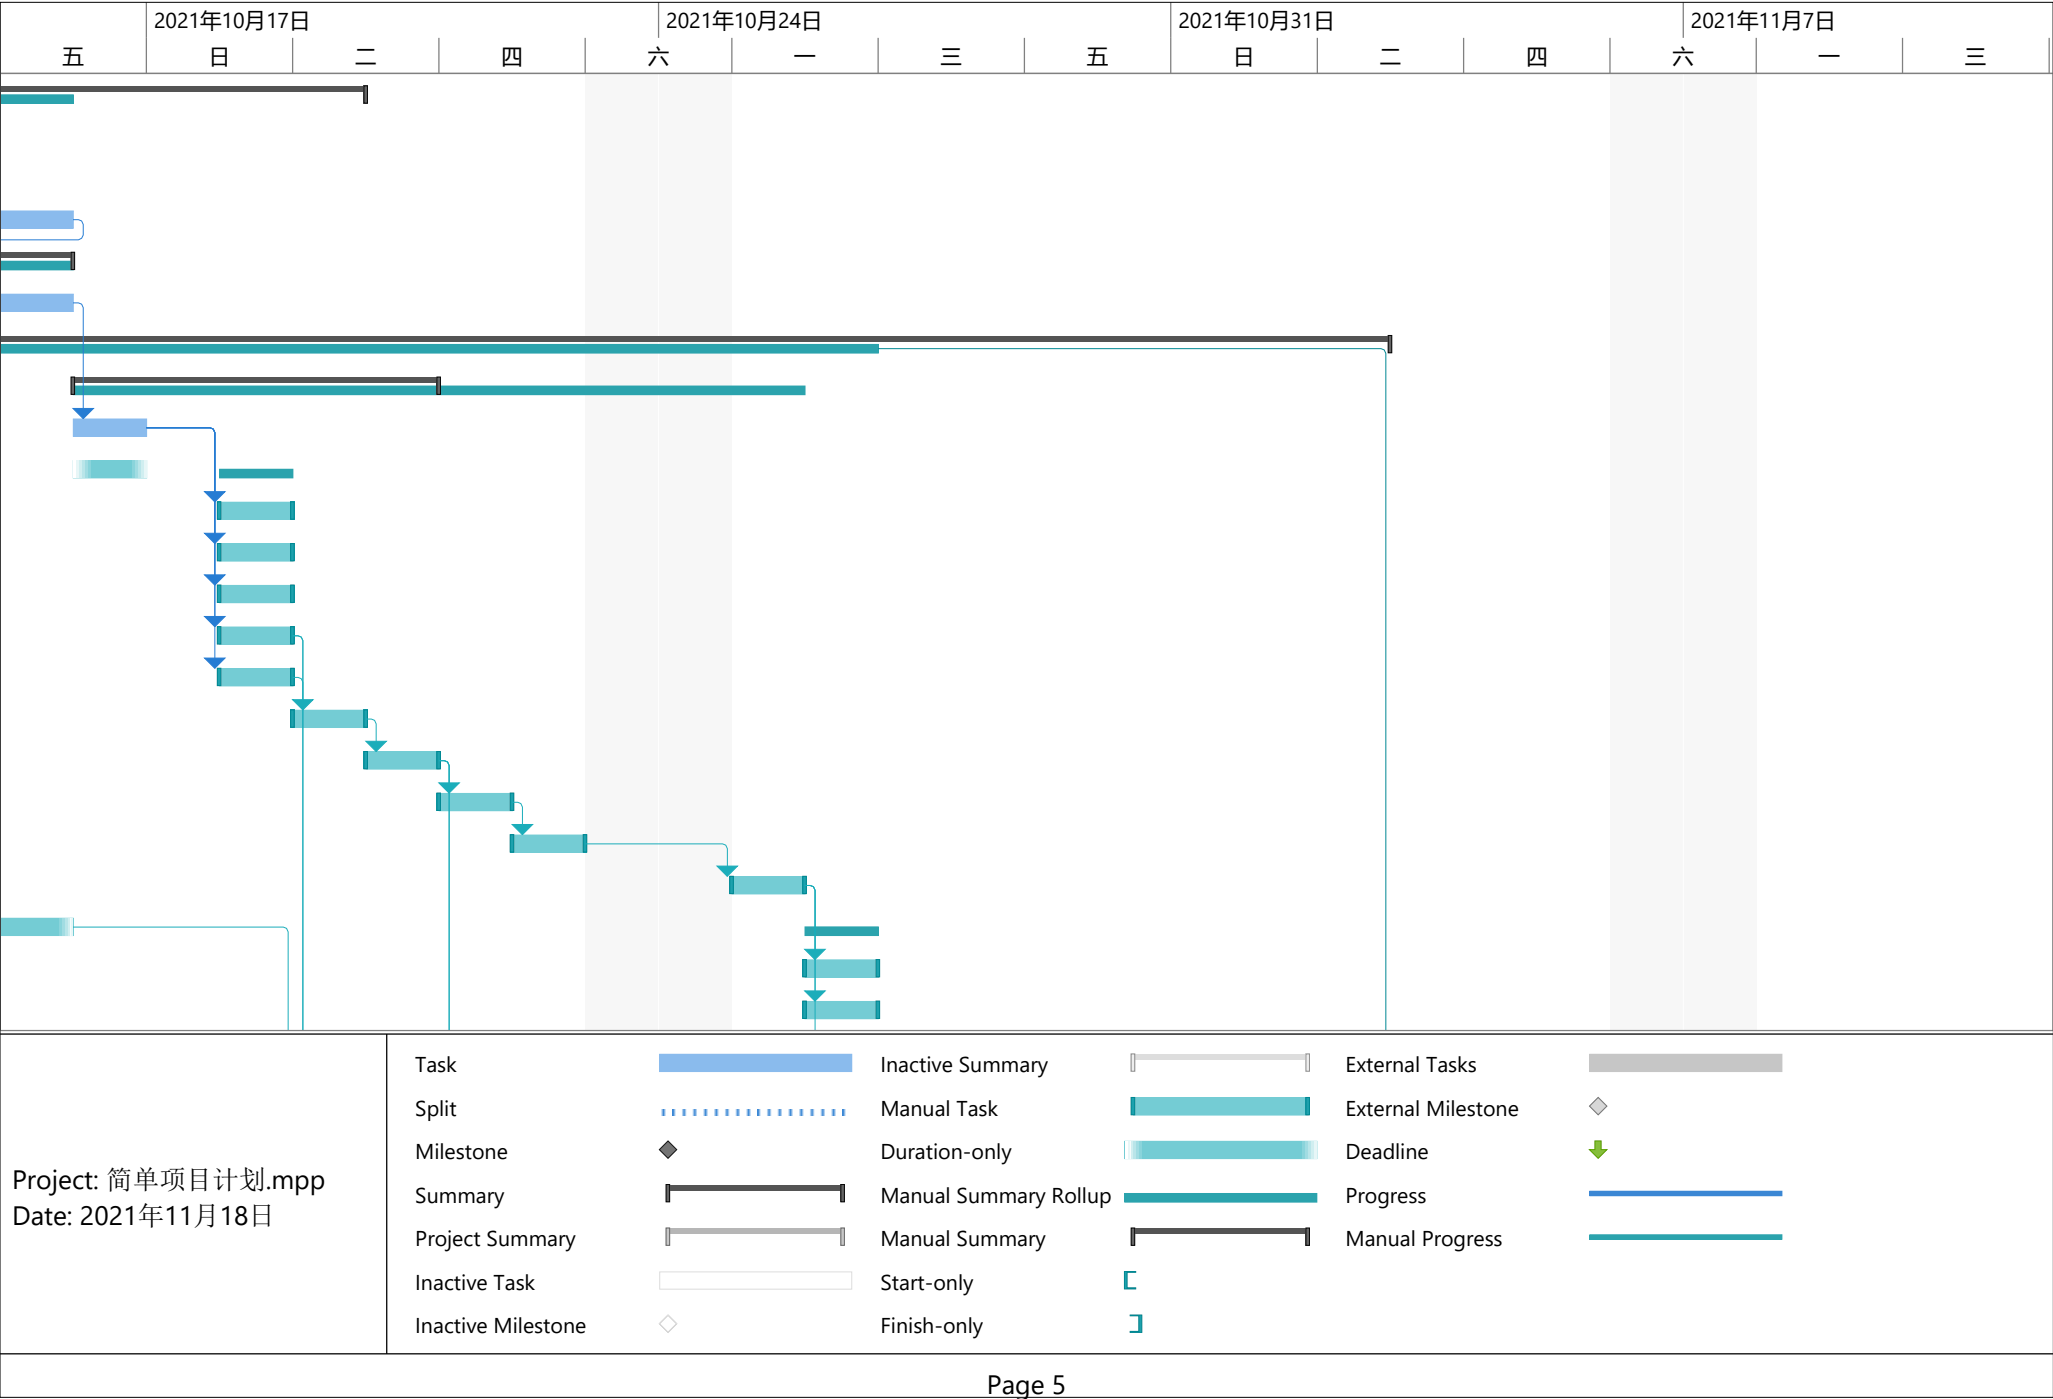 2021年10月17日 2021年10月24日 2021年10月31日 2021年11月7日
五 日 二 四 六 一 三 五 日 二 四 六 一 三
Task Inactive Summary External Tasks
Split Manual Task External Milestone
Milestone Duration-only Deadline
Summary Manual Summary Rollup Progress
Project Summary Manual Summary Manual Progress
Inactive Task Start-only
Inactive Milestone Finish-only
Project: 简单项目计划.mpp
Date: 2021年11月18日
Page 5